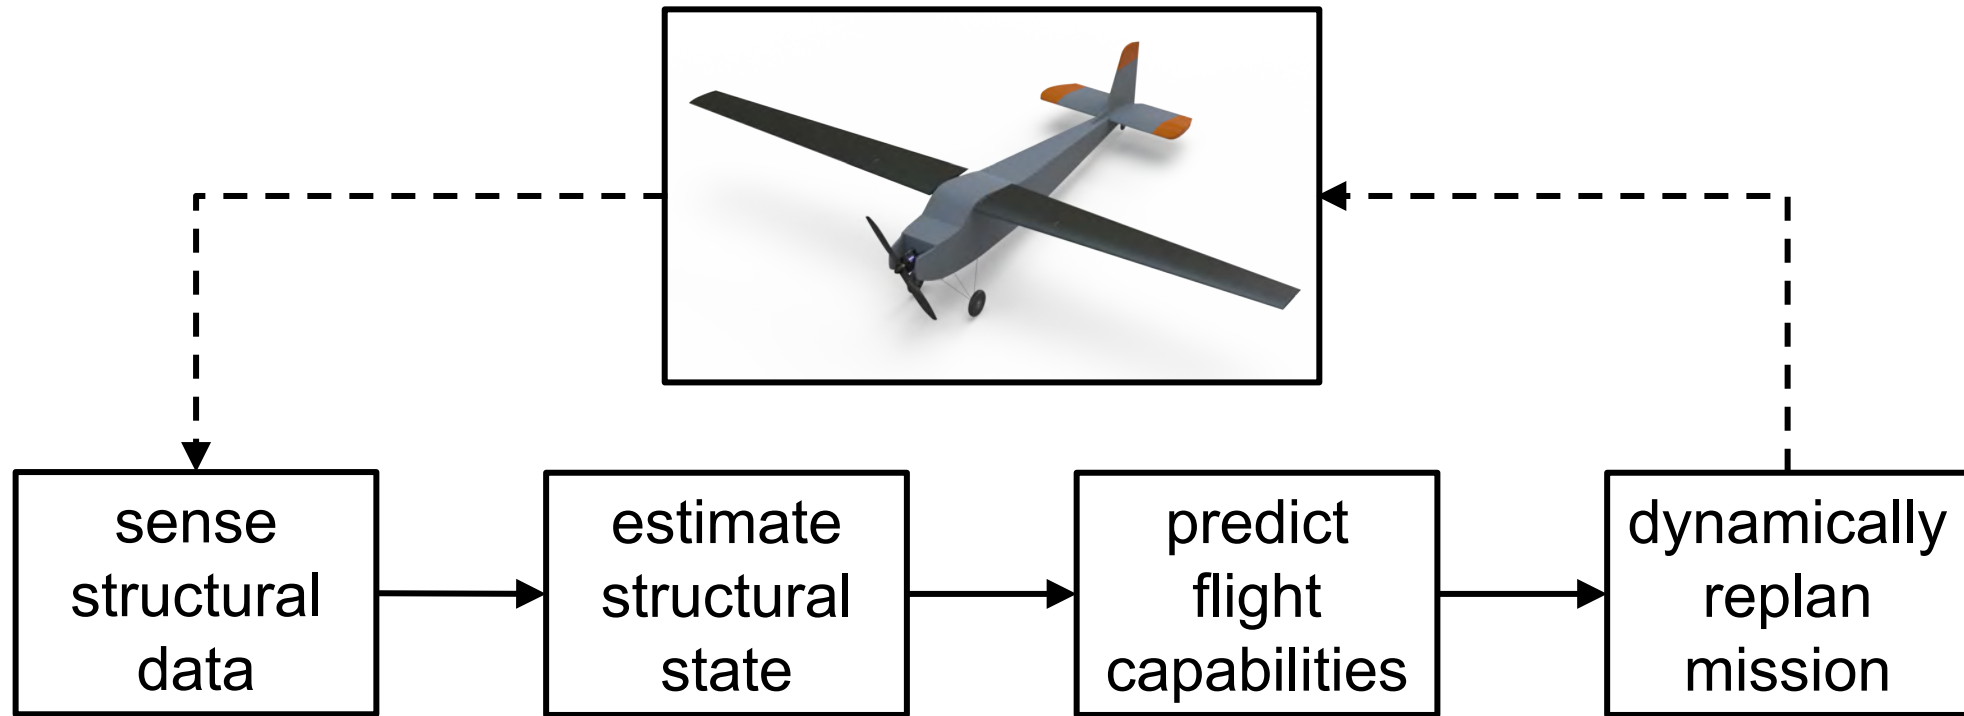 sense
structural
data
estimate
structural
state
predict
flight
capabilities
dynamically
replan
mission